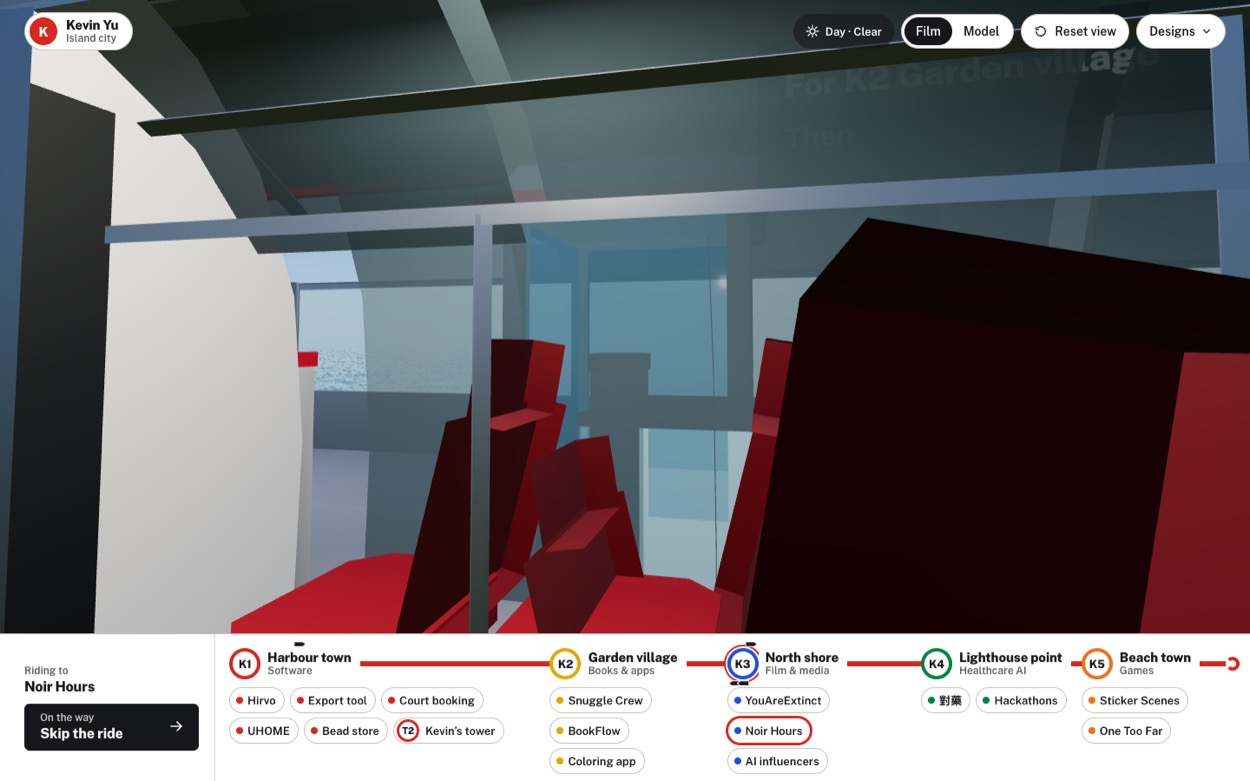 K
Kevin Yu
Island city
Day · Clear
Film
Model
Reset view
Designs
For K2 Garden village
Then
Riding to
Noir Hours
On the way
Skip the ride
K1
Harbour town
Software
Hirvo
Export tool
Court booking
UHOME
Bead store
T2
Kevin's tower
K2
Garden village
Books & apps
Snuggle Crew
BookFlow
Coloring app
K3
North shore
Film & media
YouAreExtinct
Noir Hours
AI influencers
K4
Lighthouse point
Healthcare AI
對藥
Hackathons
K5
Beach town
Games
Sticker Scenes
One Too Far